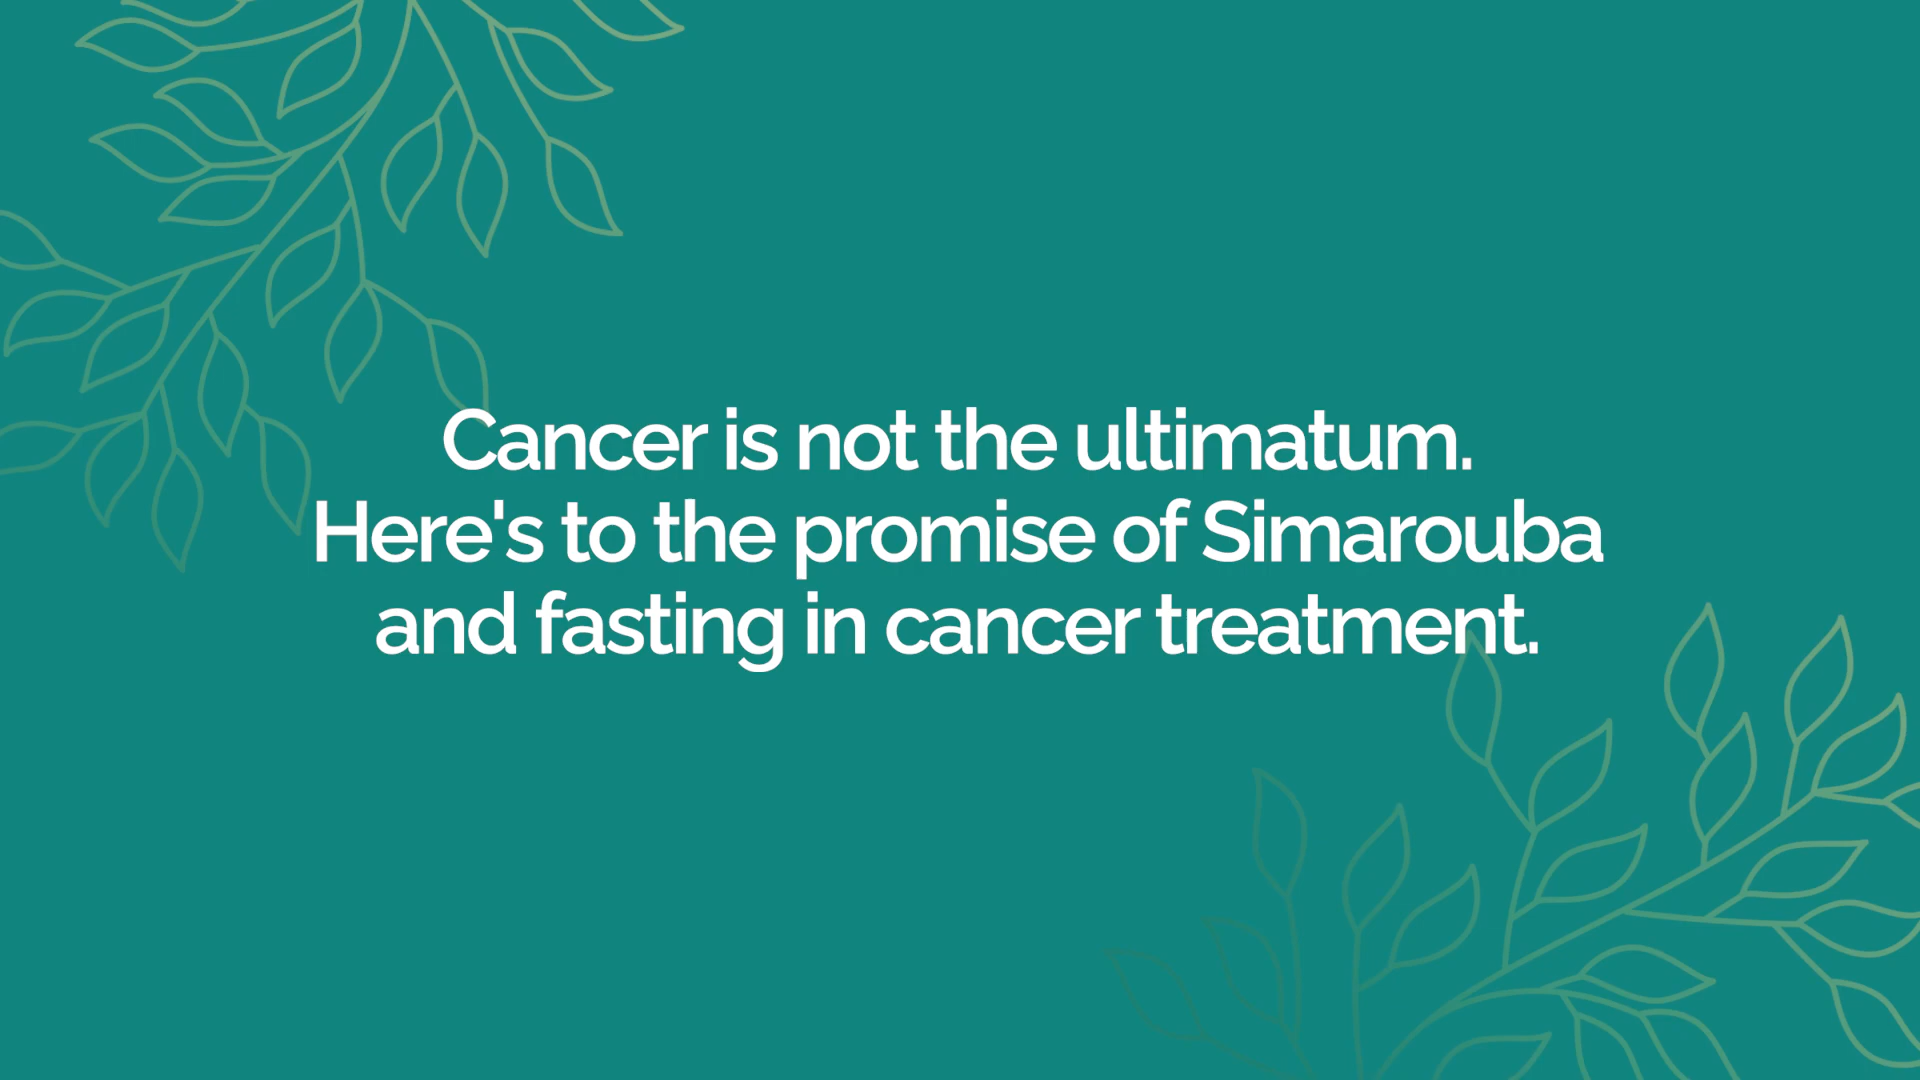 Cancer is not the ultimatum.
Here's to the promise of Simarouba
and fasting in cancer treatment.